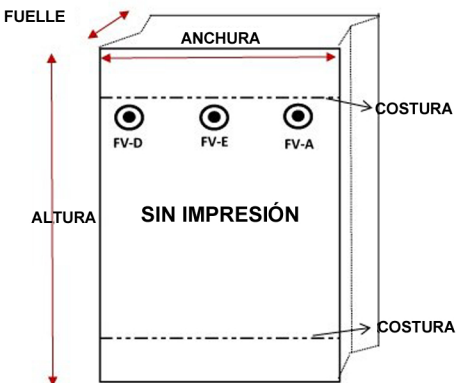 FUELLE
ANCHURA
COSTURA
FV-D FV-E FV-A
ALTURA
SIN IMPRESIÓN
COSTURA